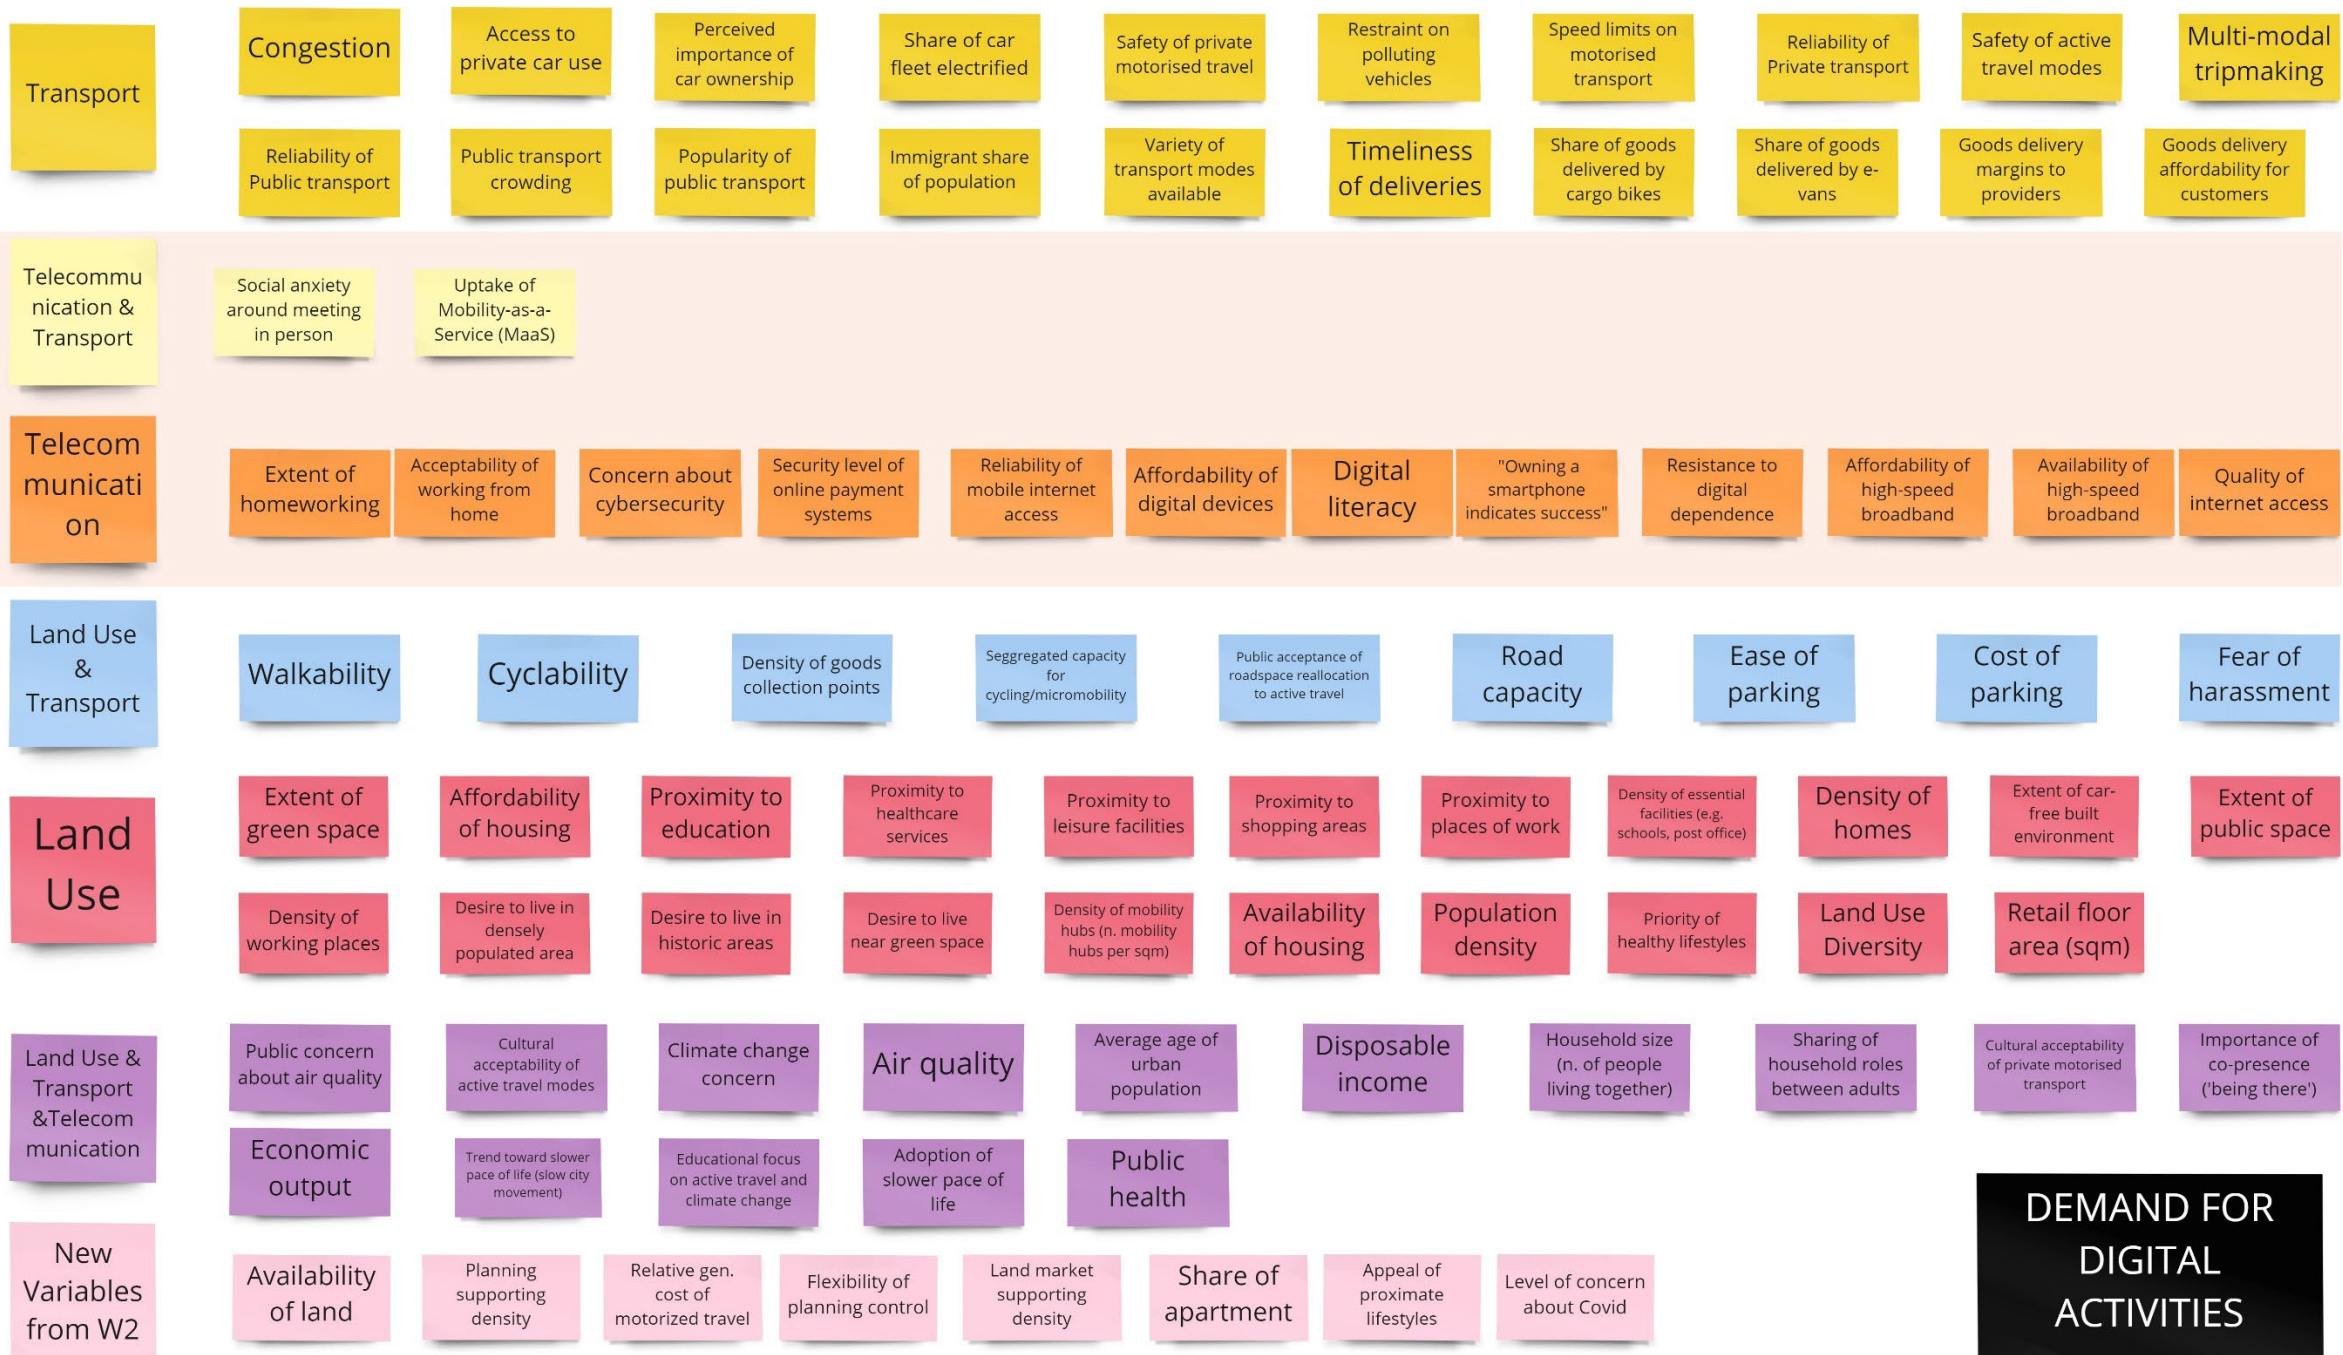 Transport
Congestion
Access to
private car use
Perceived
importance of
car ownership
Share of car
fleet electrified
Safety of private
motorised travel
Restraint on
polluting
vehicles
Speed limits on
motorised
transport
Reliability of
Private transport
Safety of active
travel modes
Multi-modal
tripmaking
Reliability of
Public transport
Public transport
crowding
Popularity of
public transport
Immigrant share
of population
Variety of
transport modes
available
Timeliness
of deliveries
Share of goods
delivered by
cargo bikes
Share of goods
delivered by e-
vans
Goods delivery
margins to
providers
Goods delivery
affordability for
customers
Telecommu
nication &
Transport
Social anxiety
around meeting
in person
Uptake of
Mobility-as-a-
Service (MaaS)
Telecom
municati
on
Extent of
homeworking
Acceptability of
working from
home
Concern about
cybersecurity
Security level of
online payment
systems
Reliability of
mobile internet
access
Affordability of
digital devices
Digital
literacy
"Owning a
smartphone
indicates success"
Resistance to
digital
dependence
Affordability of
high-speed
broadband
Availability of
high-speed
broadband
Quality of
internet access
Land Use
&
Transport
Walkability
Cyclability
Density of goods
collection points
Seggregated capacity
for
cycling/micromobility
Public acceptance of
roadspace reallocation
to active travel
Road
capacity
Ease of
parking
Cost of
parking
Fear of
harassment
Land
Use
Extent of
green space
Affordability
of housing
Proximity to
education
Proximity to
healthcare
services
Proximity to
leisure facilities
Proximity to
shopping areas
Proximity to
places of work
Density of essential
facilities (e.g.
schools, post office)
Density of
homes
Extent of car-
free built
environment
Extent of
public space
Density of
working places
Desire to live in
densely
populated area
Desire to live in
historic areas
Desire to live
near green space
Density of mobility
hubs (n. mobility
hubs per sqm)
Availability
of housing
Population
density
Priority of
healthy lifestyles
Land Use
Diversity
Retail floor
area (sqm)
Land Use &
Transport
&Telecom
munication
Public concern
about air quality
Cultural
acceptability of
active travel modes
Climate change
concern
Air quality
Average age of
urban
population
Disposable
income
Household size
(n. of people
living together)
Sharing of
household roles
between adults
Cultural acceptability
of private motorised
transport
Importance of
co-presence
('being there')
Economic
output
Trend toward slower
pace of life (slow city
movement)
Educational focus
on active travel and
climate change
Adoption of
slower pace of
life
Public
health
New
Variables
from W2
Availability
of land
Planning
supporting
density
Relative gen.
cost of
motorized travel
Flexibility of
planning control
Land market
supporting
density
Share of
apartment
Appeal of
proximate
lifestyles
Level of concern
about Covid
DEMAND FOR
DIGITAL
ACTIVITIES